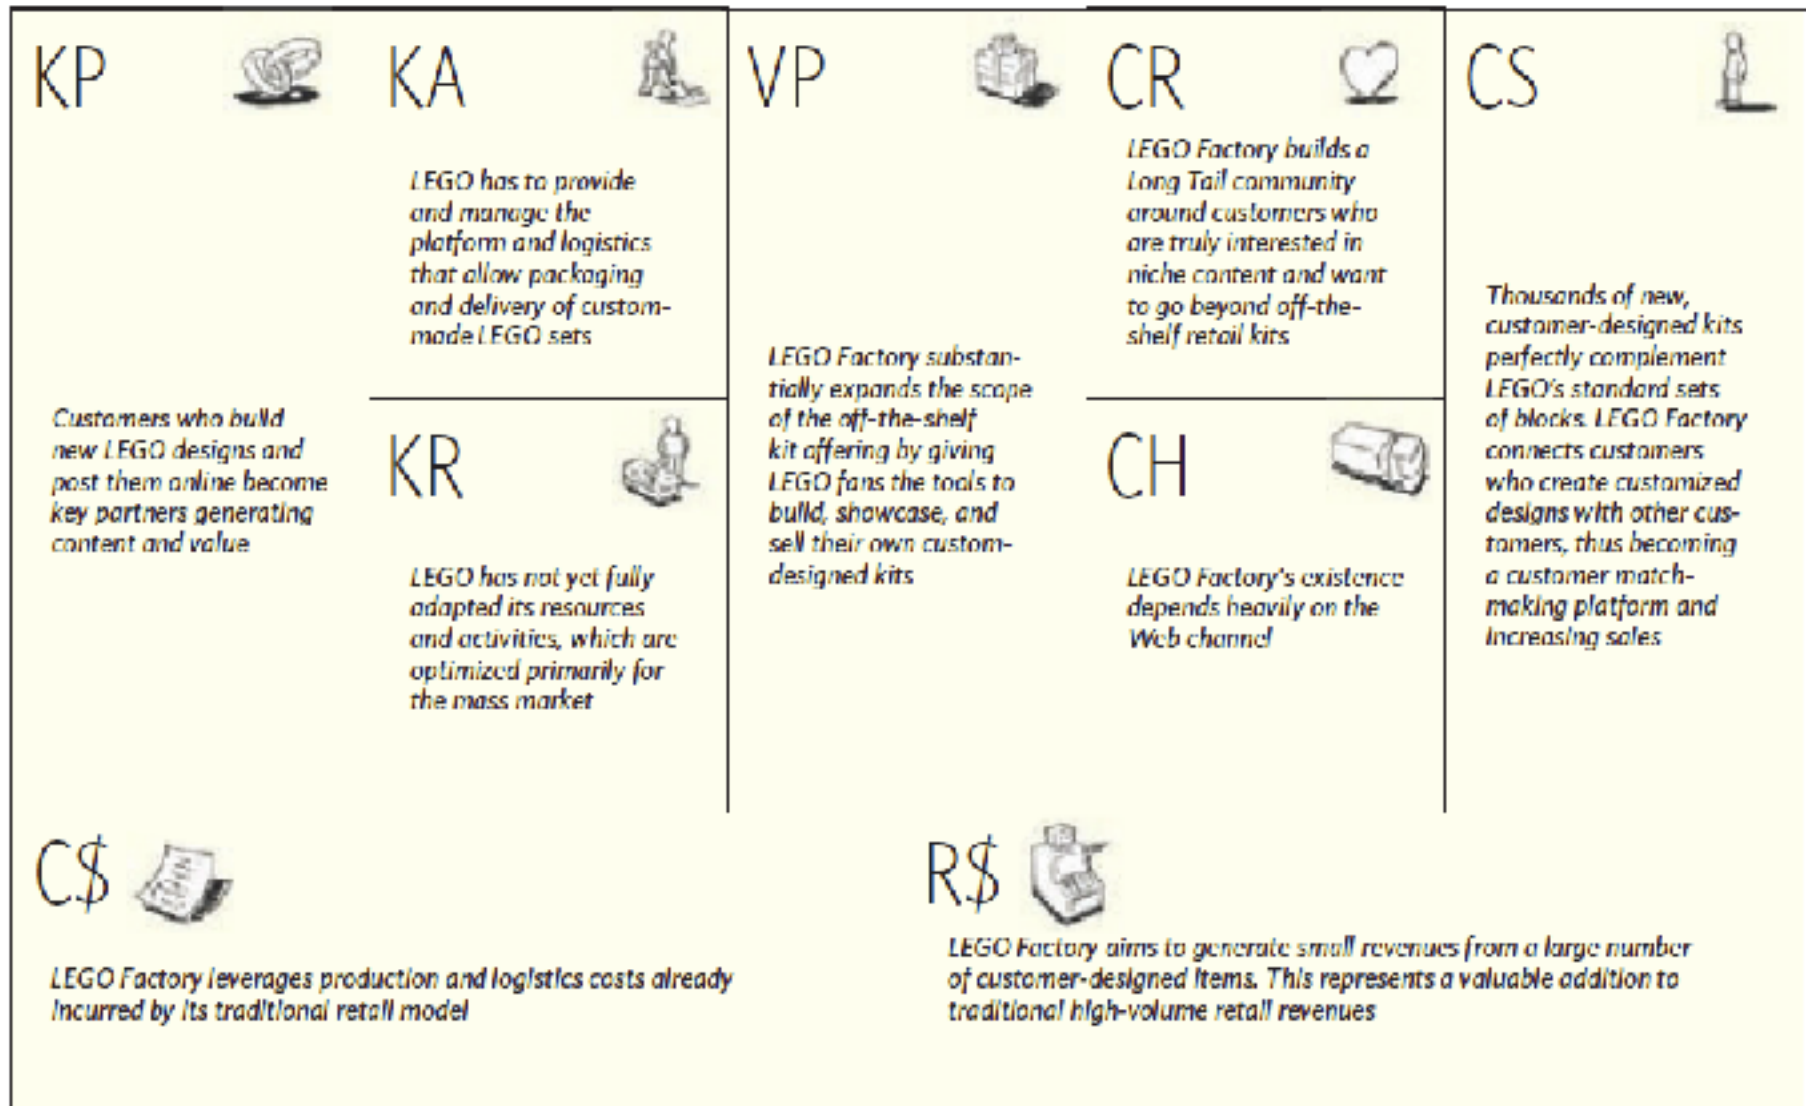 KP
Customers who build
new LEGO designs and
post them online become
key partners generating
content and value
KA
LEGO has to provide
and manage the
platform and logistics
that allow packaging
and delivery of custom-
made LEGO sets
KR
LEGO has not yet fully
adapted its resources
and activities, which are
optimized primarily for
the mass market
VP
LEGO Factory substan-
tially expands the scope
of the off-the-shelf
kit offering by giving
LEGO fans the tools to
build, showcase, and
sell their own custom-
designed kits
CR
LEGO Factory builds a
Long Tail community
around customers who
are truly interested in
niche content and want
to go beyond off-the-
shelf retail kits
CH
LEGO Factory's existence
depends heavily on the
Web channel
CS
Thousands of new,
customer-designed kits
perfectly complement
LEGO's standard sets
of blocks. LEGO Factory
connects customers
who create customized
designs with other cus-
tomers, thus becoming
a customer match-
making platform and
increasing sales
C$
LEGO Factory leverages production and logistics costs already
incurred by its traditional retail model
R$
LEGO Factory aims to generate small revenues from a large number
of customer-designed items. This represents a valuable addition to
traditional high-volume retail revenues